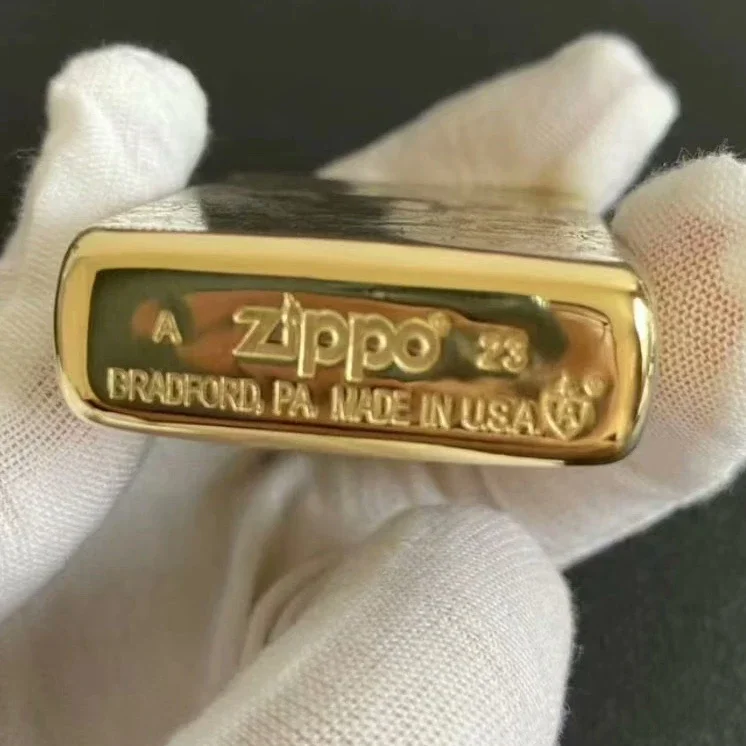 A zippo® 23
BRADFORD, PA. MADE IN U.S.A. A®